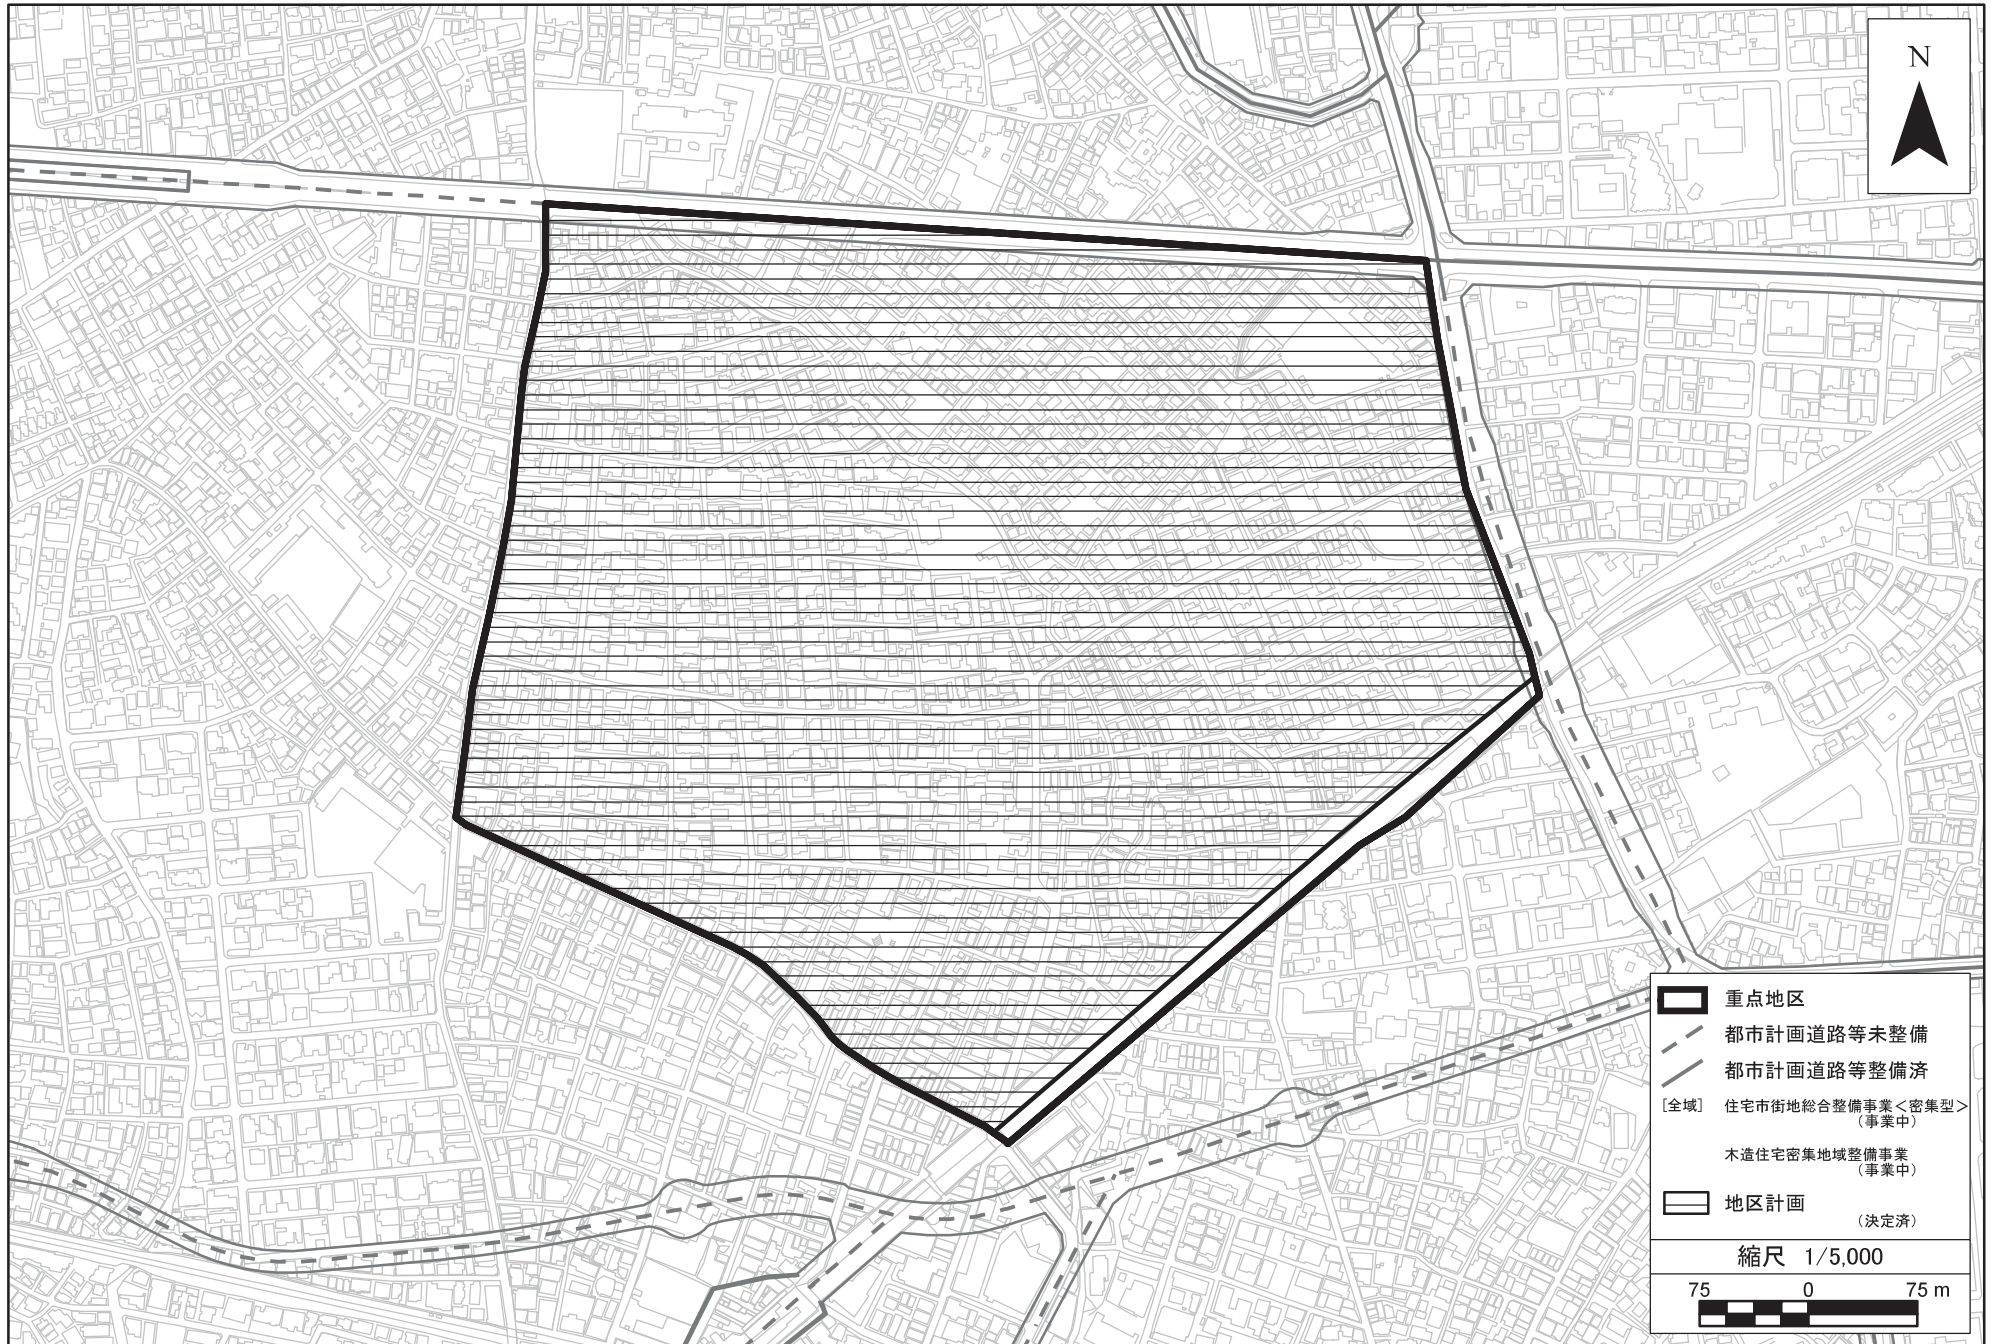 N
重点地区
都市計画道路等未整備
都市計画道路等整備済
[全域] 住宅市街地総合整備事業＜密集型＞
（事業中）
木造住宅密集地域整備事業
（事業中）
地区計画
（決定済）
縮尺 1/5,000
75 0 75 m